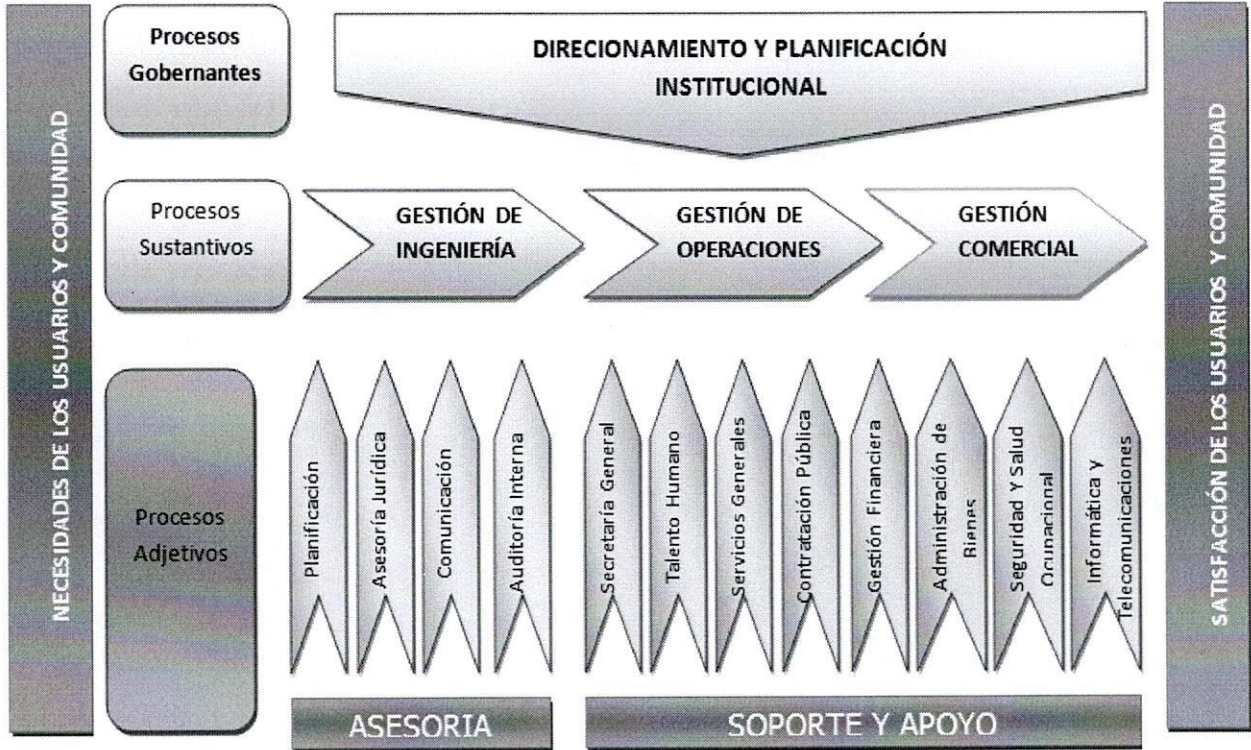 NECESIDADES DE LOS USUARIOS Y COMUNIDAD
Procesos
Gobernantes
DIRECIONAMIENTO Y PLANIFICACIÓN
INSTITUCIONAL
Procesos
Sustantivos
GESTIÓN DE
INGENIERÍA
GESTIÓN DE
OPERACIONES
GESTIÓN
COMERCIAL
Procesos
Adjetivos
Planificación
Asesoría Jurídica
Comunicación
Auditoría Interna
Secretaría General
Talento Humano
Servicios Generales
Contratación Pública
Gestión Financiera
Administración de
Bienes
Seguridad Y Salud
Ocupacional
Informática y
Telecomunicaciones
ASESORIA
SOPORTE Y APOYO
SATISFACCIÓN DE LOS USUARIOS Y COMUNIDAD